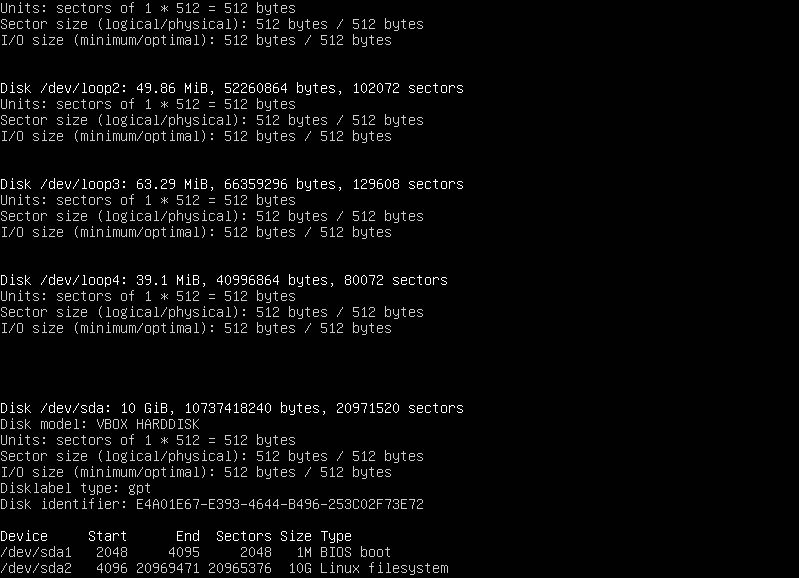 Units: sectors of 1 * 512 = 512 bytes
Sector size (logical/physical): 512 bytes / 512 bytes
I/O size (minimum/optimal): 512 bytes / 512 bytes
Disk /dev/loop2: 49.86 MiB, 52260864 bytes, 102072 sectors
Units: sectors of 1 * 512 = 512 bytes
Sector size (logical/physical): 512 bytes / 512 bytes
I/O size (minimum/optimal): 512 bytes / 512 bytes
Disk /dev/loop3: 63.29 MiB, 66359296 bytes, 129608 sectors
Units: sectors of 1 * 512 = 512 bytes
Sector size (logical/physical): 512 bytes / 512 bytes
I/O size (minimum/optimal): 512 bytes / 512 bytes
Disk /dev/loop4: 39.1 MiB, 40996864 bytes, 80072 sectors
Units: sectors of 1 * 512 = 512 bytes
Sector size (logical/physical): 512 bytes / 512 bytes
I/O size (minimum/optimal): 512 bytes / 512 bytes
Disk /dev/sda: 10 GiB, 10737418240 bytes, 20971520 sectors
Disk model: VBOX HARDDISK
Units: sectors of 1 * 512 = 512 bytes
Sector size (logical/physical): 512 bytes / 512 bytes
I/O size (minimum/optimal): 512 bytes / 512 bytes
Disklabel type: gpt
Disk identifier: E4A01E67-E393-4644-B496-253C02F73E72
Device     Start      End  Sectors Size Type
/dev/sda1   2048     4095     2048   1M BIOS boot
/dev/sda2   4096 20969471 20965376  10G Linux filesystem